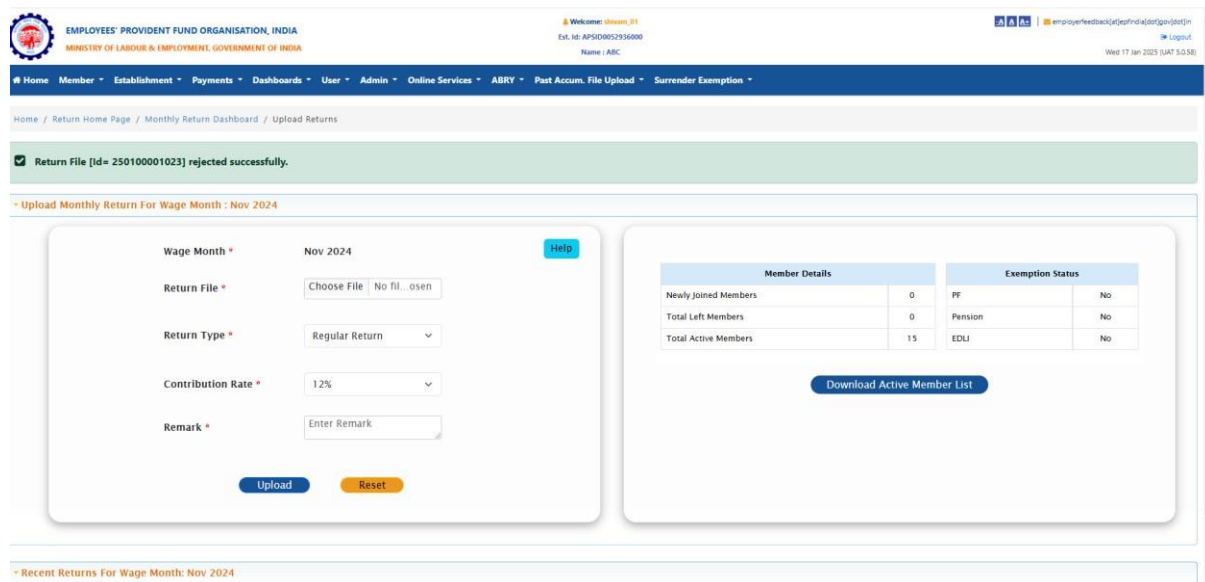 EMPLOYEES' PROVIDENT FUND ORGANISATION, INDIA
MINISTRY OF LABOUR & EMPLOYMENT, GOVERNMENT OF INDIA
Welcome: shivam_01
Est. Id: APSID0052936000
Name : ABC
-A A A+ employerfeedback[at]epfindia[dot]gov[dot]in
Logout
Wed 17 Jan 2025 (UAT 5.0.58)
Home Member Establishment Payments Dashboards User Admin Online Services ABRY Past Accum. File Upload Surrender Exemption
Home / Return Home Page / Monthly Return Dashboard / Upload Returns
Return File [Id= 250100001023] rejected successfully.
Upload Monthly Return For Wage Month : Nov 2024
Wage Month * Nov 2024 Help
Return File * Choose File No fil...osen
Return Type * Regular Return
Contribution Rate * 12%
Remark * Enter Remark
Upload Reset
Member Details Exemption Status
Newly Joined Members 0 PF No
Total Left Members 0 Pension No
Total Active Members 15 EDLI No
Download Active Member List
Recent Returns For Wage Month: Nov 2024